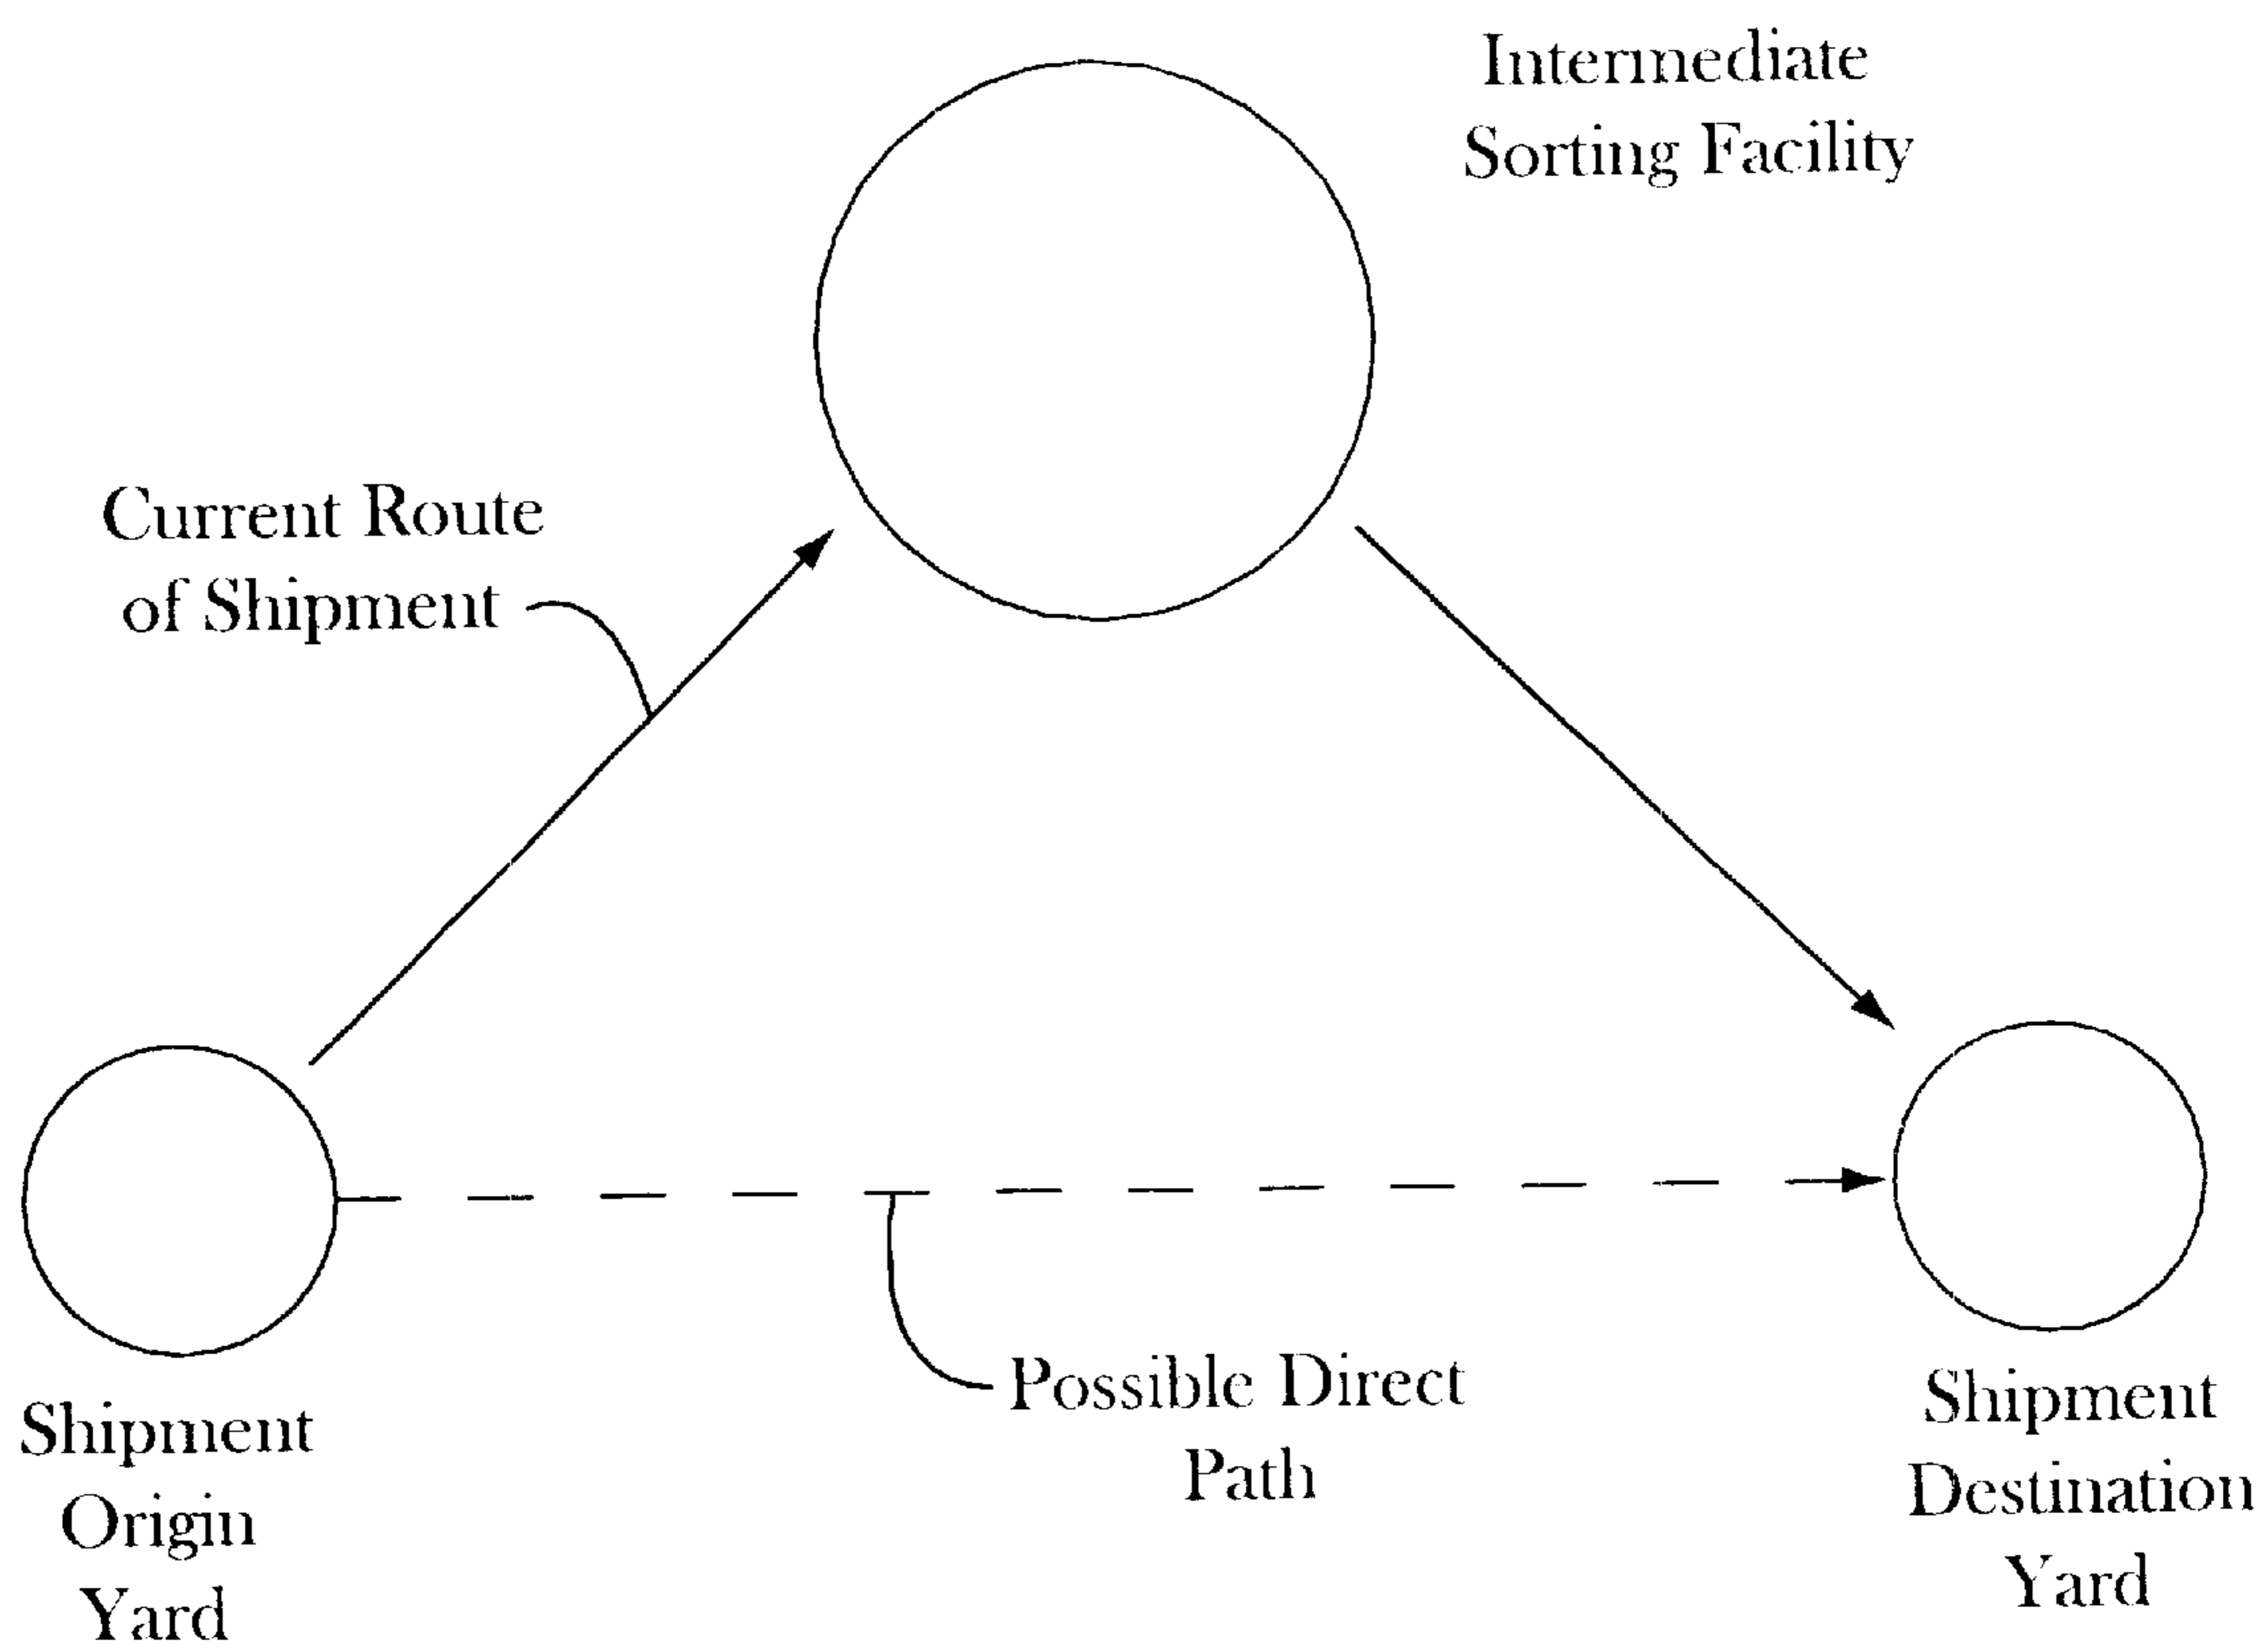 Intermediate
Sorting Facility
Current Route
of Shipment
Possible Direct
Path
Shipment
Origin
Yard
Shipment
Destination
Yard